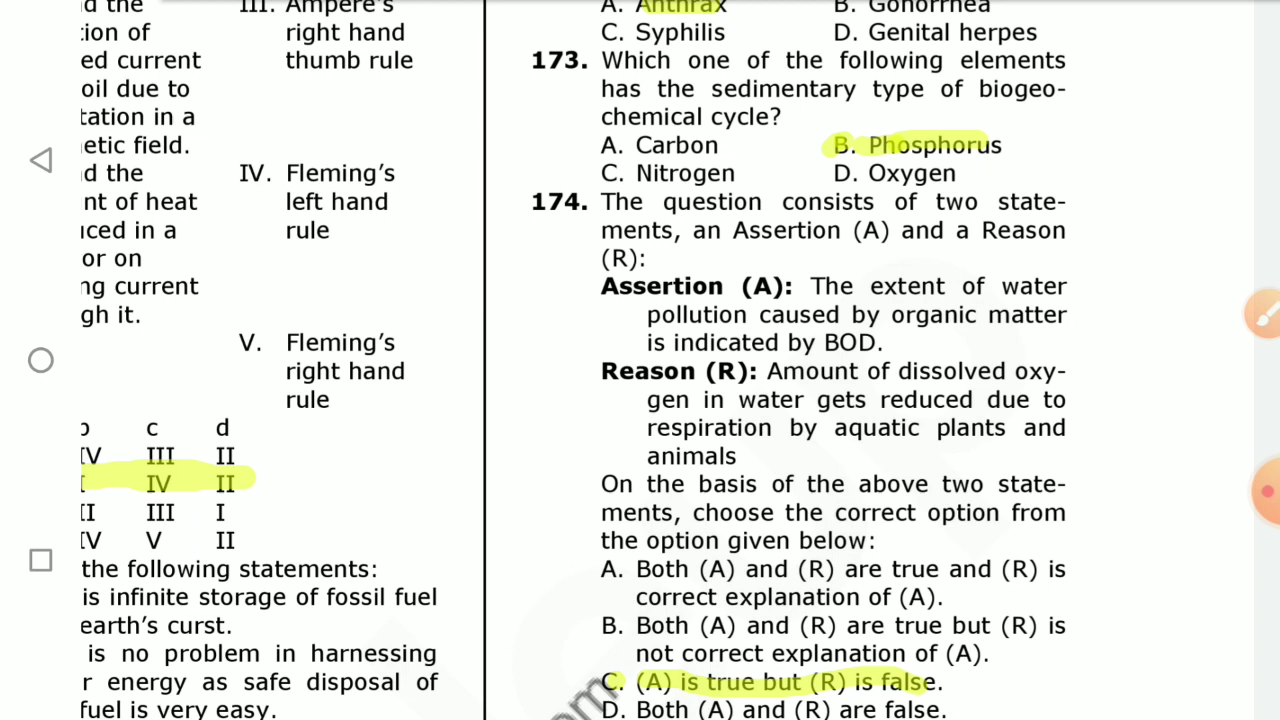 d the
III. Ampere's
tion of
right hand
ed current
thumb rule
oil due to
tation in a
etic field.
d the
IV. Fleming's
nt of heat
left hand
ced in a
rule
or on
ng current
gh it.
V. Fleming's
right hand
rule
b c d
IV III II
I IV II
II III I
IV V II
the following statements:
is infinite storage of fossil fuel
earth's curst.
is no problem in harnessing
r energy as safe disposal of
fuel is very easy.
A. Anthrax B. Gonorrhea
C. Syphilis D. Genital herpes
173. Which one of the following elements
has the sedimentary type of biogeo-
chemical cycle?
A. Carbon B. Phosphorus
C. Nitrogen D. Oxygen
174. The question consists of two state-
ments, an Assertion (A) and a Reason
(R):
Assertion (A): The extent of water
pollution caused by organic matter
is indicated by BOD.
Reason (R): Amount of dissolved oxy-
gen in water gets reduced due to
respiration by aquatic plants and
animals
On the basis of the above two state-
ments, choose the correct option from
the option given below:
A. Both (A) and (R) are true and (R) is
correct explanation of (A).
B. Both (A) and (R) are true but (R) is
not correct explanation of (A).
C. (A) is true but (R) is false.
D. Both (A) and (R) are false.